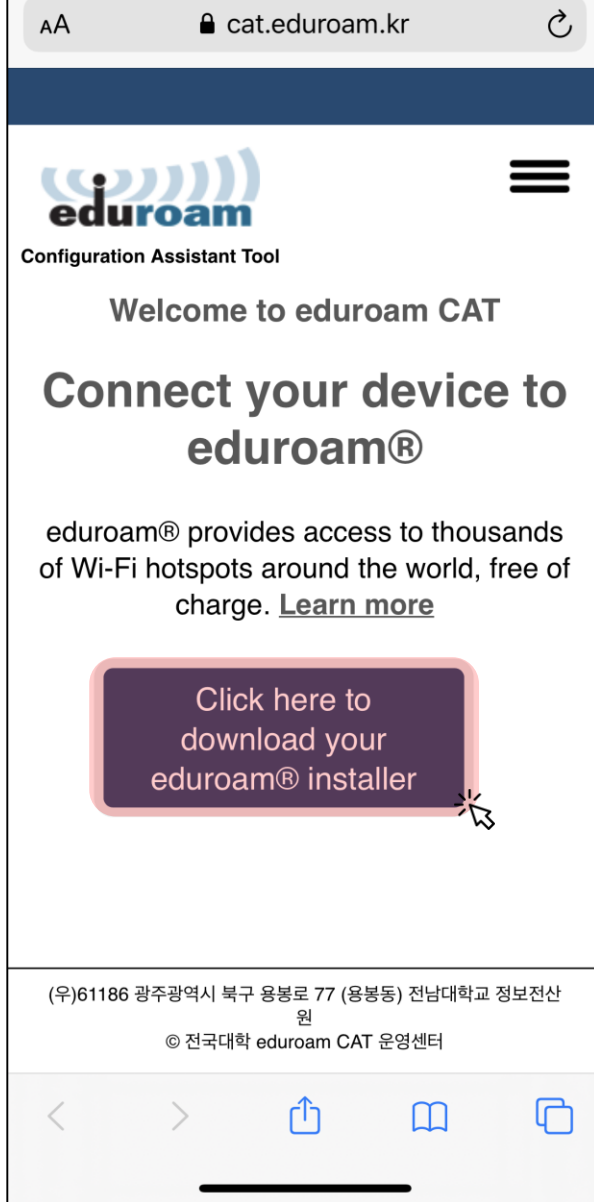 AA cat.eduroam.kr
eduroam
Configuration Assistant Tool
Welcome to eduroam CAT
Connect your device to
eduroam®
eduroam® provides access to thousands
of Wi-Fi hotspots around the world, free of
charge. Learn more
Click here to
download your
eduroam® installer
(우)61186 광주광역시 북구 용봉로 77 (용봉동) 전남대학교 정보전산
원
© 전국대학 eduroam CAT 운영센터